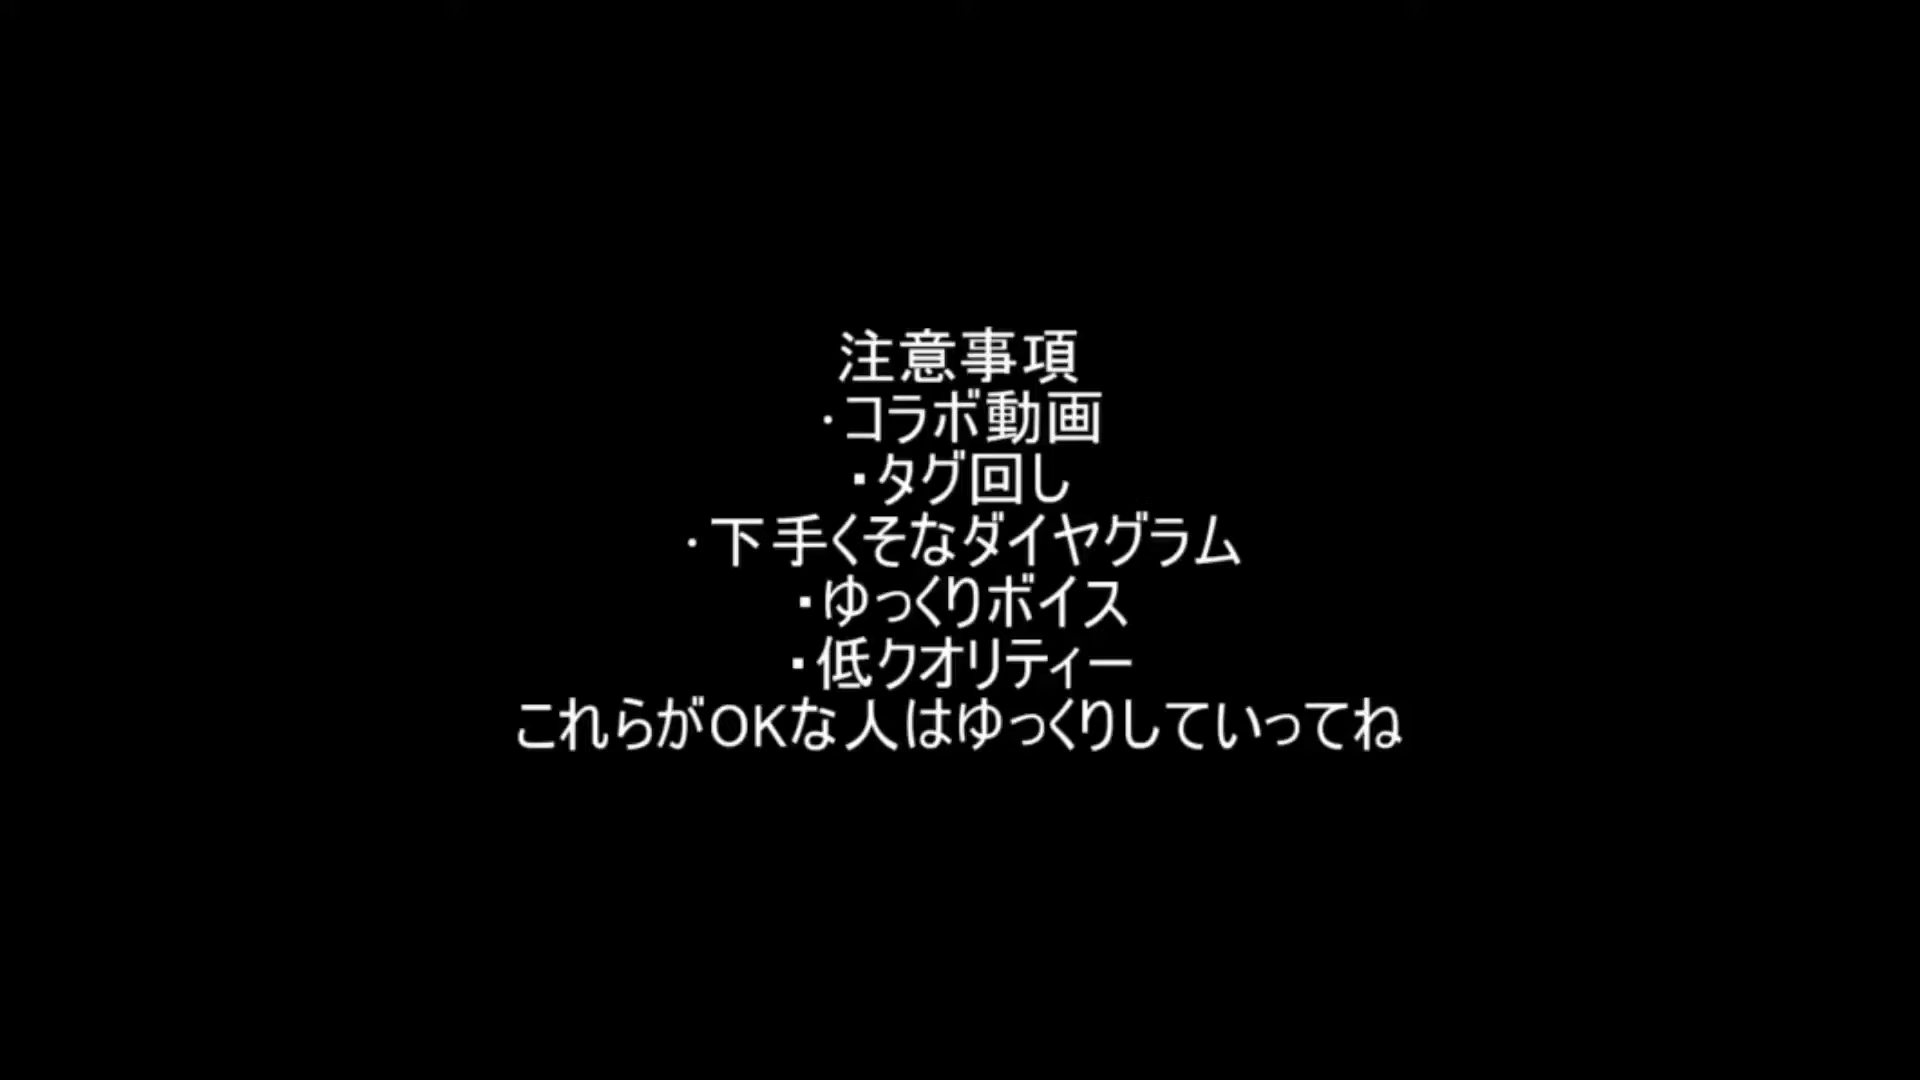 注意事項
・コラボ動画
・タグ回し
・下手くそなダイヤグラム
・ゆっくりボイス
・低クオリティー
これらがOKな人はゆっくりしていってね